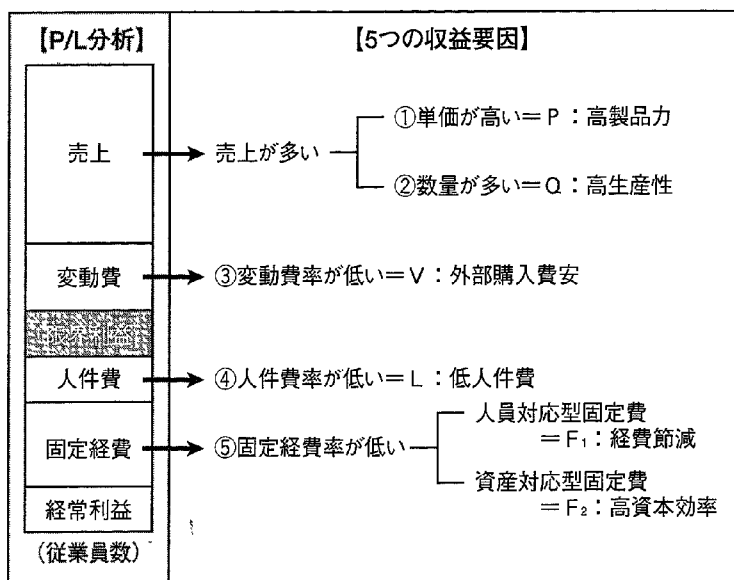 【P/L分析】
【5つの収益要因】
売上
売上が多い
①単価が高い＝P：高製品力
②数量が多い＝Q：高生産性
変動費
③変動費率が低い＝V：外部購入費安
人件費
④人件費率が低い＝L：低人件費
固定経費
⑤固定経費率が低い
人員対応型固定費
＝F₁：経費節減
資産対応型固定費
＝F₂：高資本効率
経常利益
(従業員数)